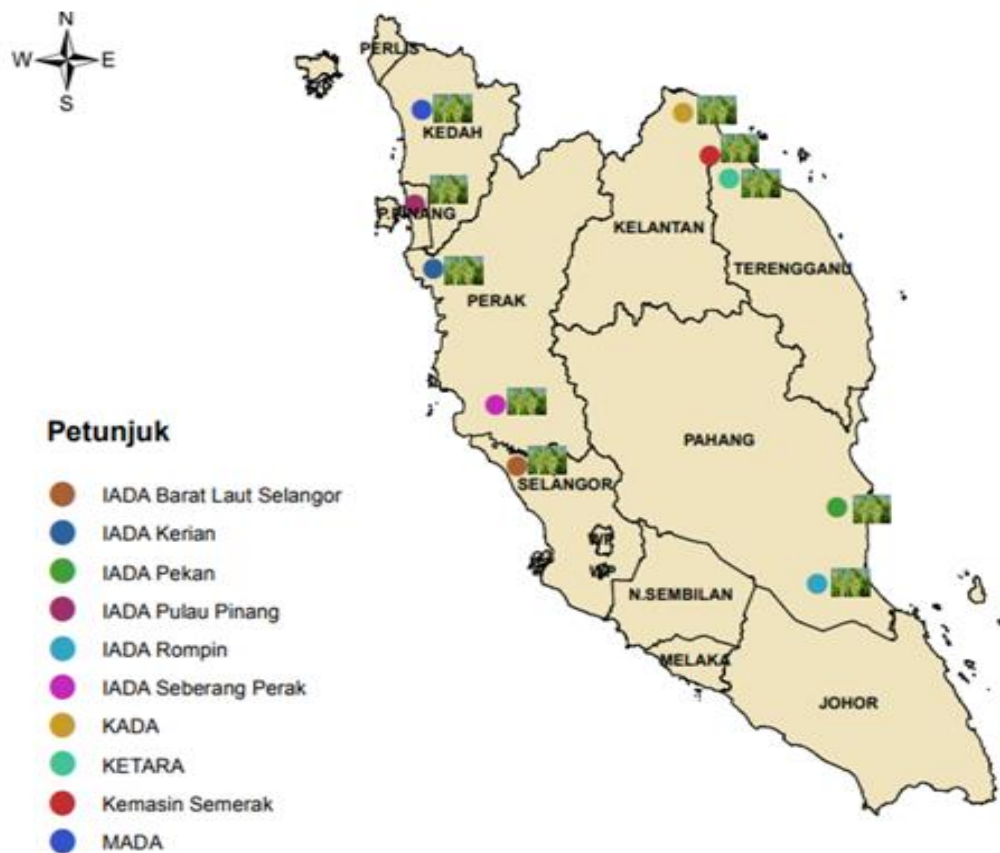 N
W E
S
PERLIS
KEDAH
P.PINANG
KELANTAN
TERENGGANU
PERAK
PAHANG
SELANGOR
WP
WP
N.SEMBILAN
MELAKA
JOHOR
Petunjuk
IADA Barat Laut Selangor
IADA Kerian
IADA Pekan
IADA Pulau Pinang
IADA Rompin
IADA Seberang Perak
KADA
KETARA
Kemasin Semerak
MADA